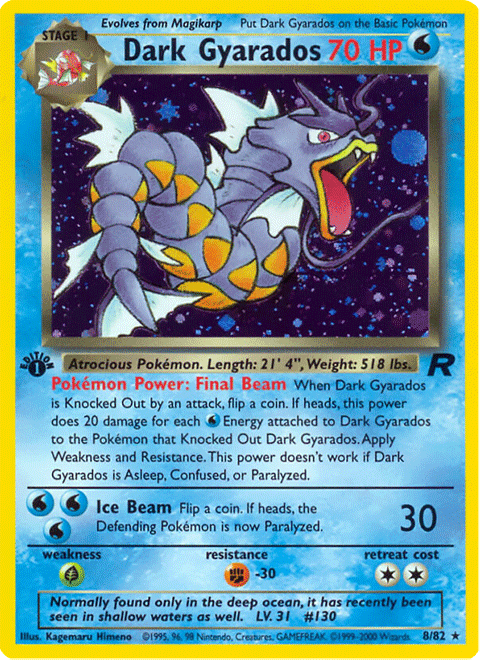 Evolves from Magikarp Put Dark Gyarados on the Basic Pokémon
STAGE 1
Dark Gyarados 70 HP
EDITION 1
Atrocious Pokémon. Length: 21' 4", Weight: 518 lbs.
R
Pokémon Power: Final Beam When Dark Gyarados
is Knocked Out by an attack, flip a coin. If heads, this power
does 20 damage for each Energy attached to Dark Gyarados
to the Pokémon that Knocked Out Dark Gyarados. Apply
Weakness and Resistance. This power doesn't work if Dark
Gyarados is Asleep, Confused, or Paralyzed.
Ice Beam Flip a coin. If heads, the
Defending Pokémon is now Paralyzed.
30
weakness resistance retreat cost
-30
Normally found only in the deep ocean, it has recently been
seen in shallow waters as well. LV. 31 #130
Illus. Kagemaru Himeno ©1995, 96, 98 Nintendo, Creatures, GAMEFREAK. ©1999-2000 Wizards. 8/82 ★